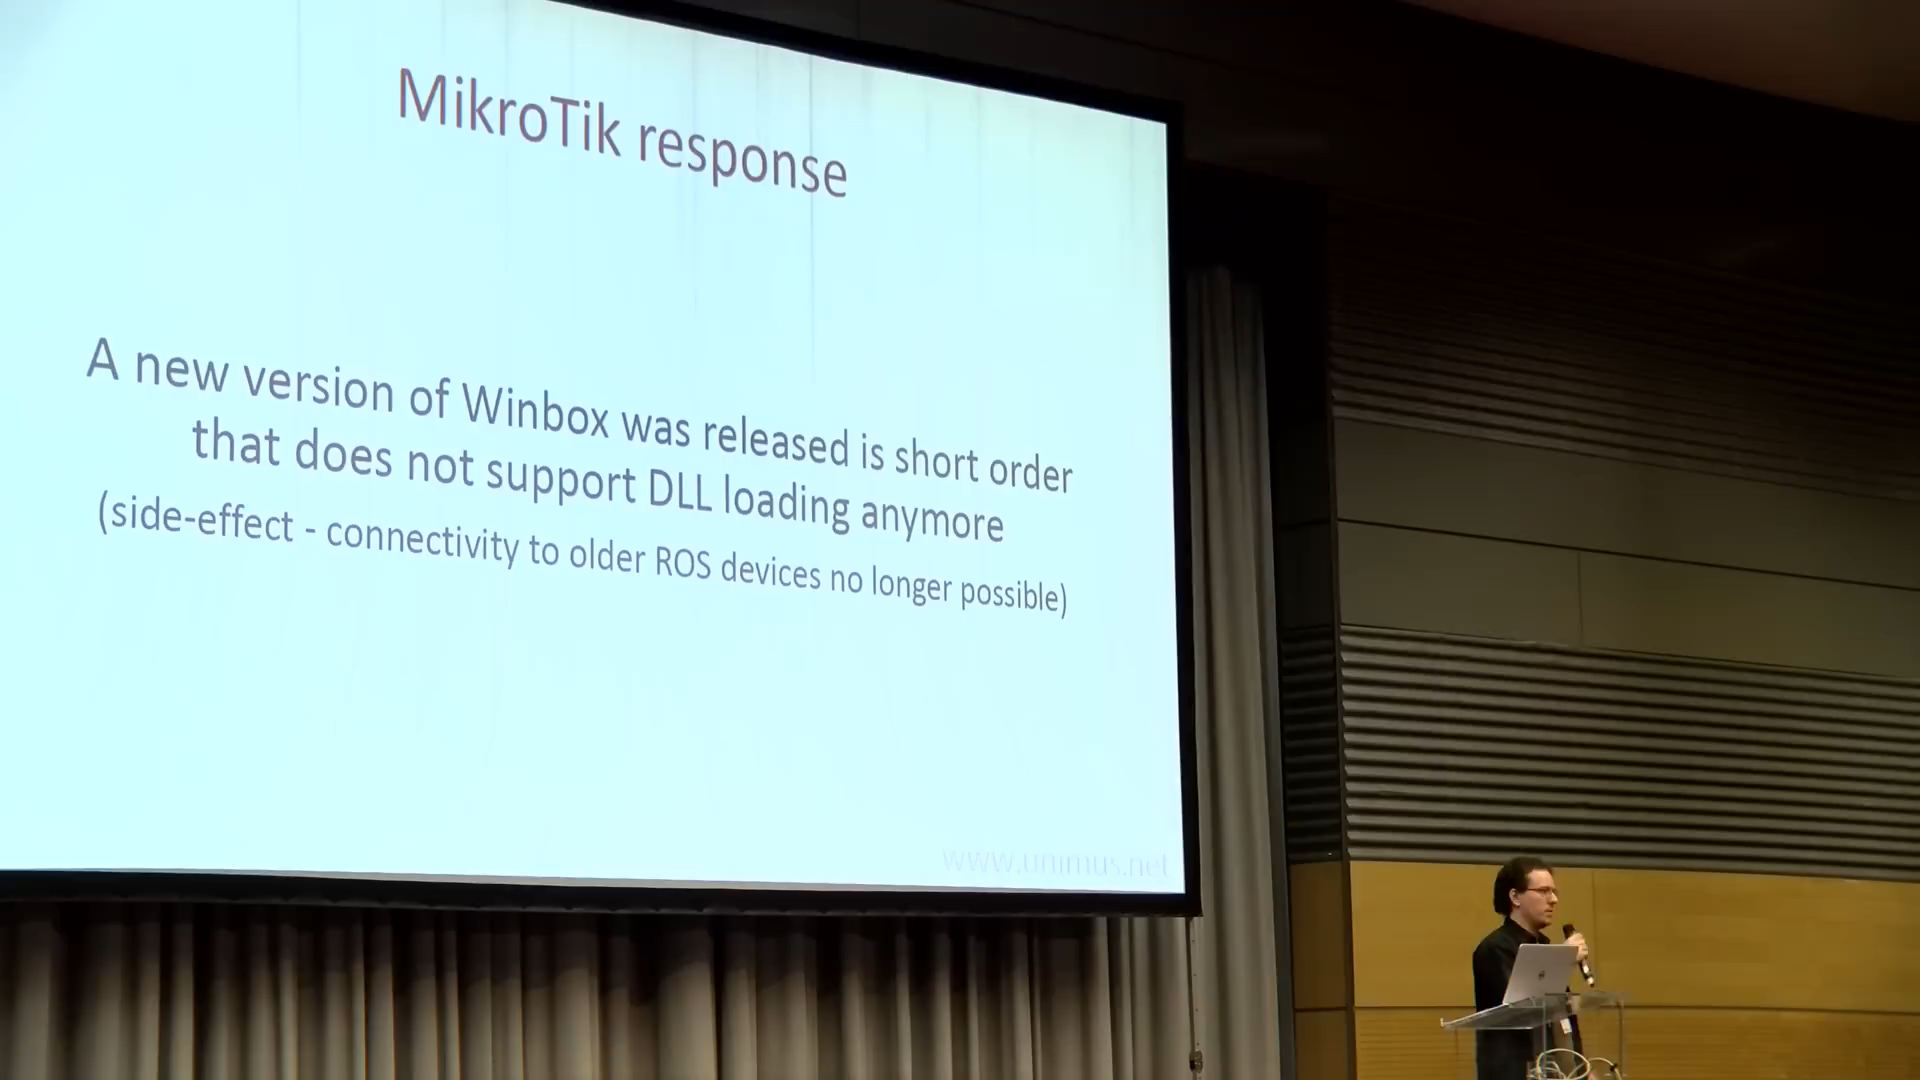 MikroTik response
A new version of Winbox was released is short order
that does not support DLL loading anymore
(side-effect - connectivity to older ROS devices no longer possible)
www.unimus.net